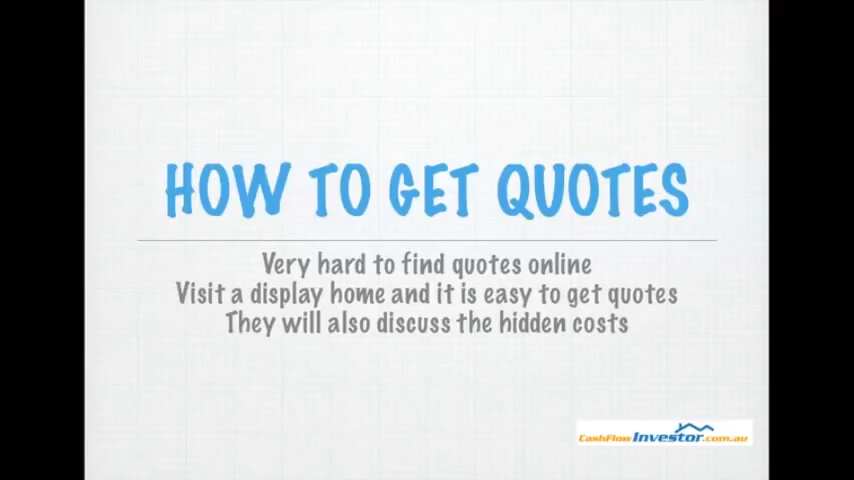 HOW TO GET QUOTES
Very hard to find quotes online
Visit a display home and it is easy to get quotes
They will also discuss the hidden costs
CashFlowInvestor.com.au